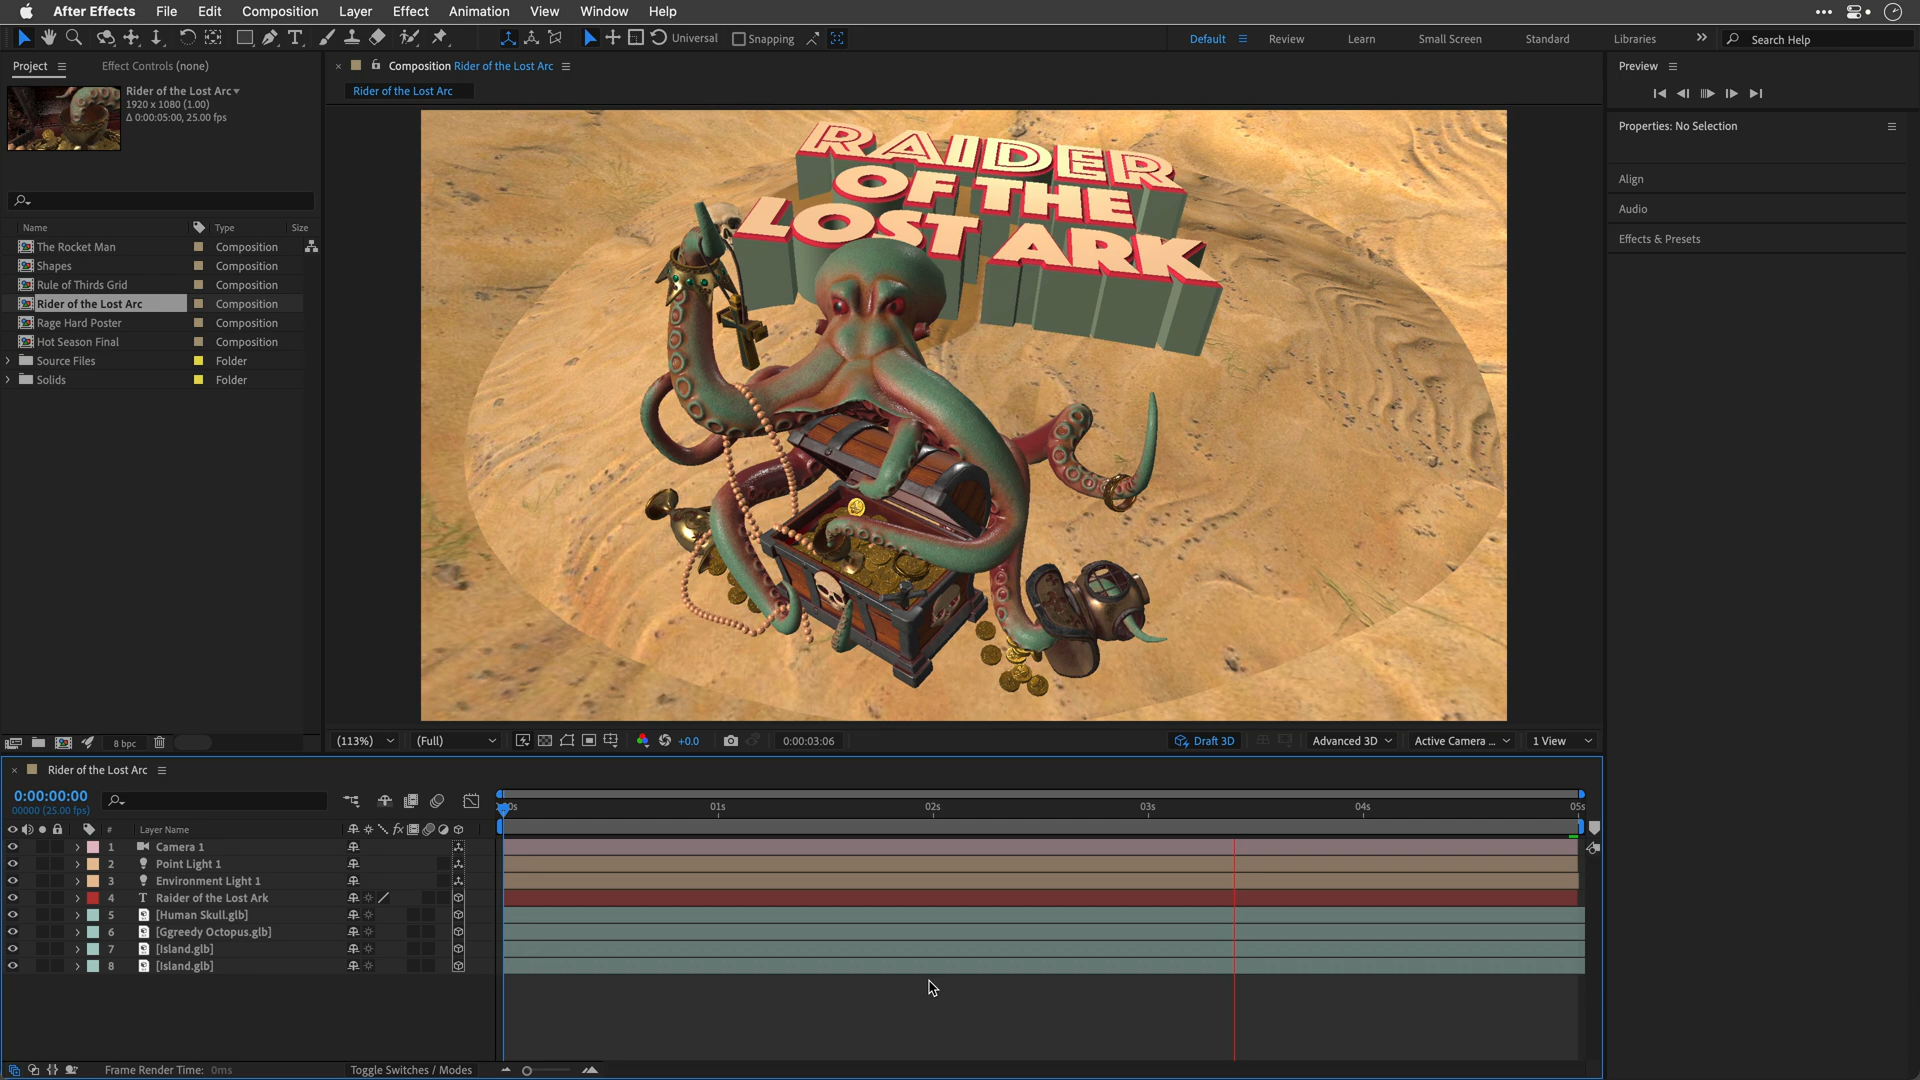 After Effects File Edit Composition Layer Effect Animation View Window Help
Universal Snapping Default Review Learn Small Screen Standard Libraries Search Help
Project Effect Controls (none)
Composition Rider of the Lost Arc
Preview
Rider of the Lost Arc
1920 x 1080 (1.00)
Δ 0:00:05:00, 25.00 fps
Rider of the Lost Arc
Properties: No Selection
Align
Audio
Effects & Presets
Name Type Size
The Rocket Man Composition
Shapes Composition
Rule of Thirds Grid Composition
Rider of the Lost Arc Composition
Rage Hard Poster Composition
Hot Season Final Composition
Source Files Folder
Solids Folder
RAIDER
OF THE
LOST ARK
8 bpc
(113%) (Full) +0.0 0:00:03:06 Draft 3D Advanced 3D Active Camera ... 1 View
Rider of the Lost Arc
0:00:00:00
00000 (25.00 fps)
00s 01s 02s 03s 04s 05s
# Layer Name fx
1 Camera 1
2 Point Light 1
3 Environment Light 1
4 T Raider of the Lost Ark
5 [Human Skull.glb]
6 [Ggreedy Octopus.glb]
7 [Island.glb]
8 [Island.glb]
Frame Render Time: 0ms Toggle Switches / Modes